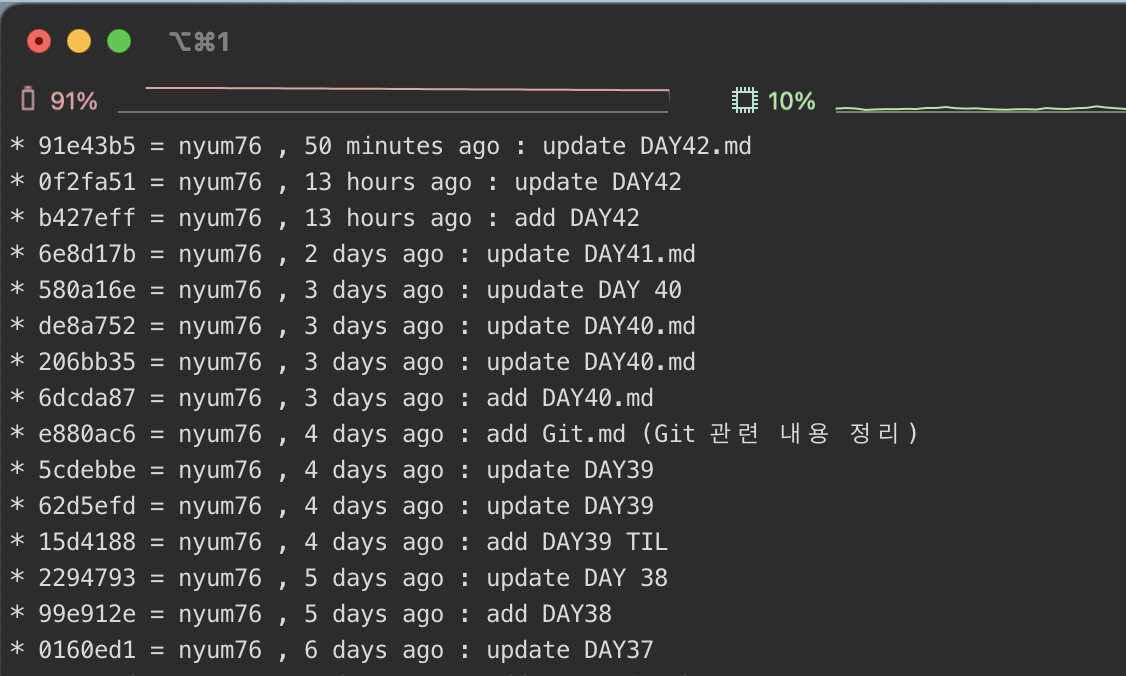 ⌥⌘1
91% 10%
* 91e43b5 = nyum76 , 50 minutes ago : update DAY42.md
* 0f2fa51 = nyum76 , 13 hours ago : update DAY42
* b427eff = nyum76 , 13 hours ago : add DAY42
* 6e8d17b = nyum76 , 2 days ago : update DAY41.md
* 580a16e = nyum76 , 3 days ago : upudate DAY 40
* de8a752 = nyum76 , 3 days ago : update DAY40.md
* 206bb35 = nyum76 , 3 days ago : update DAY40.md
* 6dcda87 = nyum76 , 3 days ago : add DAY40.md
* e880ac6 = nyum76 , 4 days ago : add Git.md (Git 관련 내용 정리)
* 5cdebbe = nyum76 , 4 days ago : update DAY39
* 62d5efd = nyum76 , 4 days ago : update DAY39
* 15d4188 = nyum76 , 4 days ago : add DAY39 TIL
* 2294793 = nyum76 , 5 days ago : update DAY 38
* 99e912e = nyum76 , 5 days ago : add DAY38
* 0160ed1 = nyum76 , 6 days ago : update DAY37